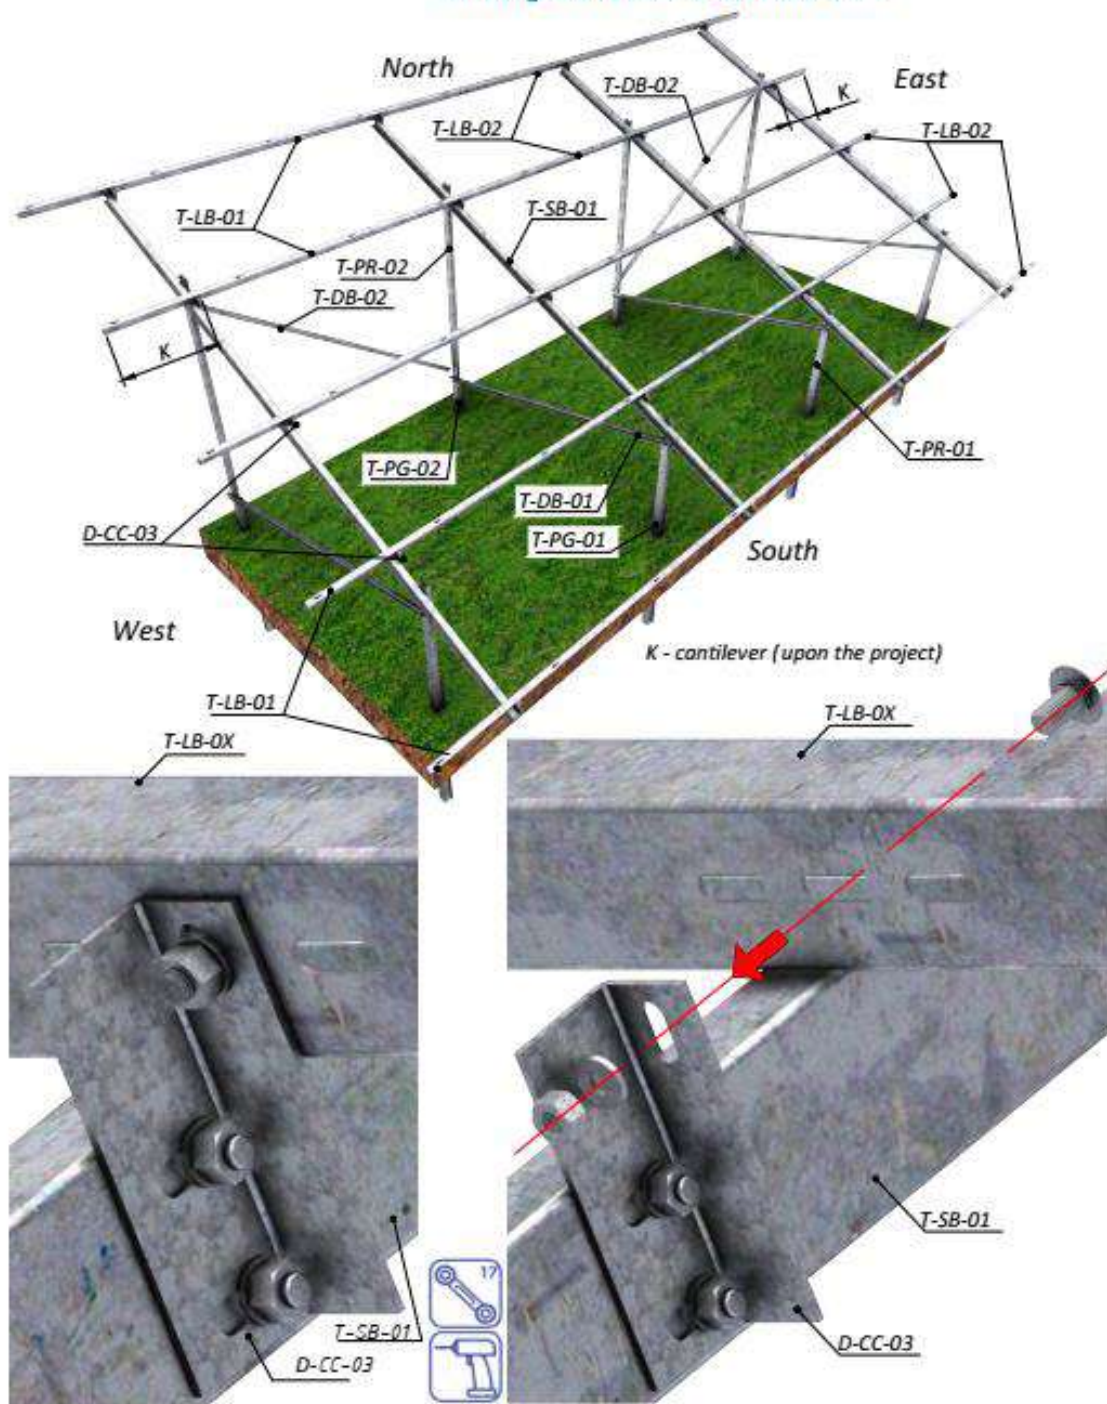 North
East
T-DB-02
K
T-LB-02
T-LB-02
T-LB-01
T-SB-01
T-PR-02
T-DB-02
K
T-PR-01
T-PG-02
T-DB-01
D-CC-03
T-PG-01
South
West
K - cantilever (upon the project)
T-LB-01
T-LB-0X
T-LB-0X
T-SB-01
17
T-SB-01
D-CC-03
D-CC-03